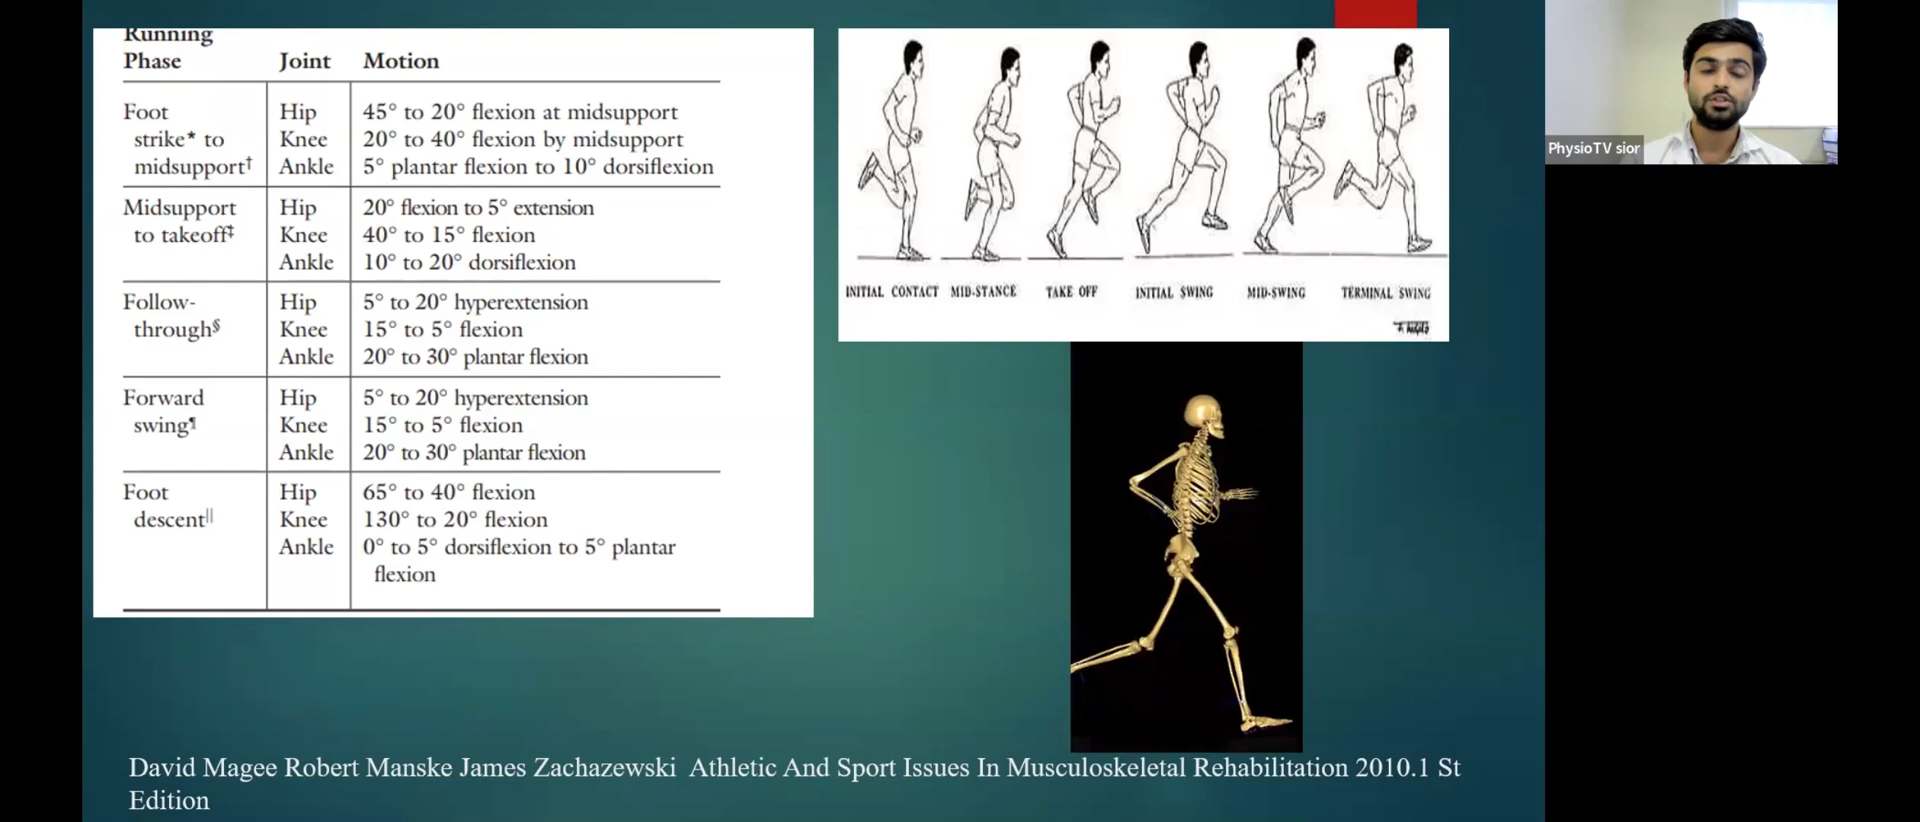 Running
Phase Joint Motion
Foot Hip 45° to 20° flexion at midsupport
strike* to Knee 20° to 40° flexion by midsupport
midsupport† Ankle 5° plantar flexion to 10° dorsiflexion
Midsupport Hip 20° flexion to 5° extension
to takeoff‡ Knee 40° to 15° flexion
Ankle 10° to 20° dorsiflexion
Follow- Hip 5° to 20° hyperextension
through§ Knee 15° to 5° flexion
Ankle 20° to 30° plantar flexion
Forward Hip 5° to 20° hyperextension
swing¶ Knee 15° to 5° flexion
Ankle 20° to 30° plantar flexion
Foot Hip 65° to 40° flexion
descent|| Knee 130° to 20° flexion
Ankle 0° to 5° dorsiflexion to 5° plantar
flexion
INITIAL CONTACT MID-STANCE TAKE OFF INITIAL SWING MID-SWING TERMINAL SWING
PhysioTV sior
David Magee Robert Manske James Zachazewski Athletic And Sport Issues In Musculoskeletal Rehabilitation 2010.1 St
Edition